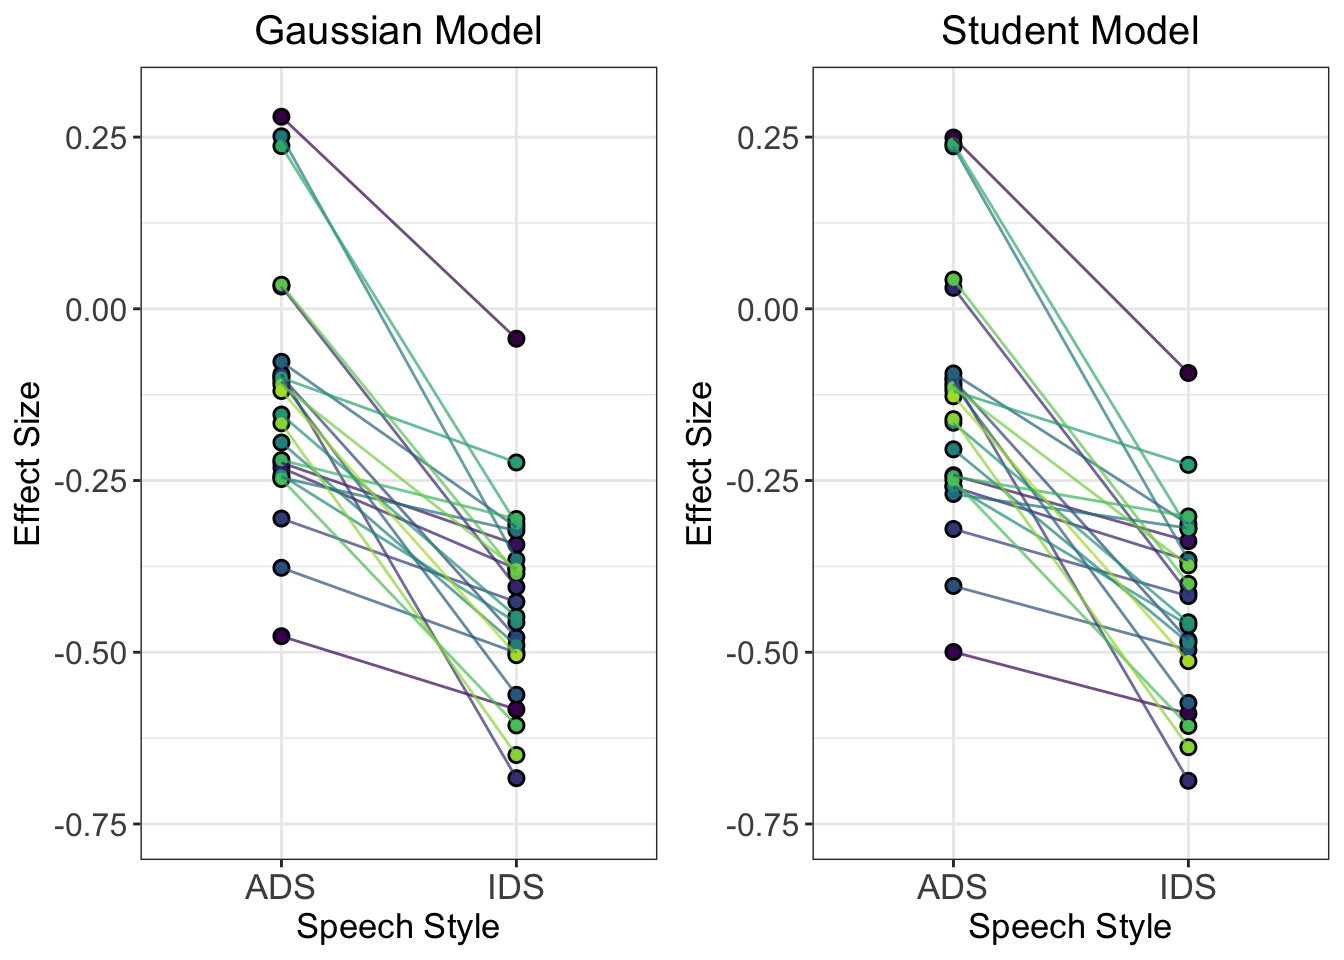 Gaussian Model
Effect Size
0.25
0.00
-0.25
-0.50
-0.75
ADS IDS
Speech Style
Student Model
Effect Size
0.25
0.00
-0.25
-0.50
-0.75
ADS IDS
Speech Style